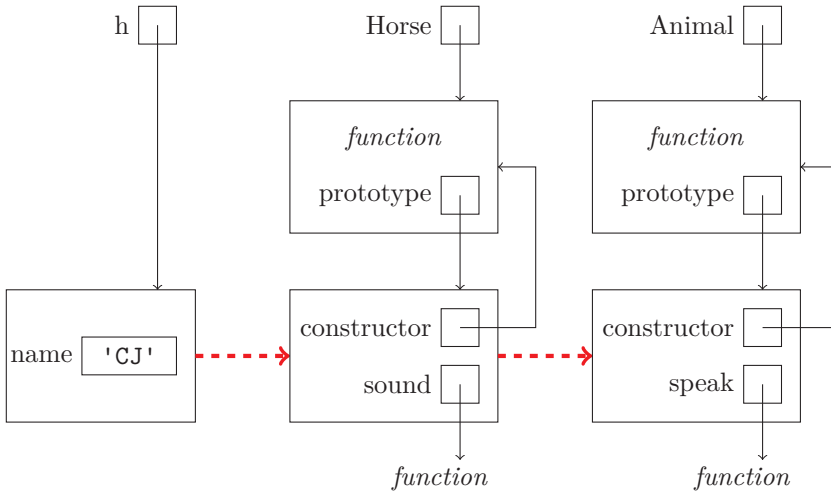 h
Horse
Animal
function
function
prototype
prototype
constructor
constructor
name 'CJ'
sound
speak
function
function